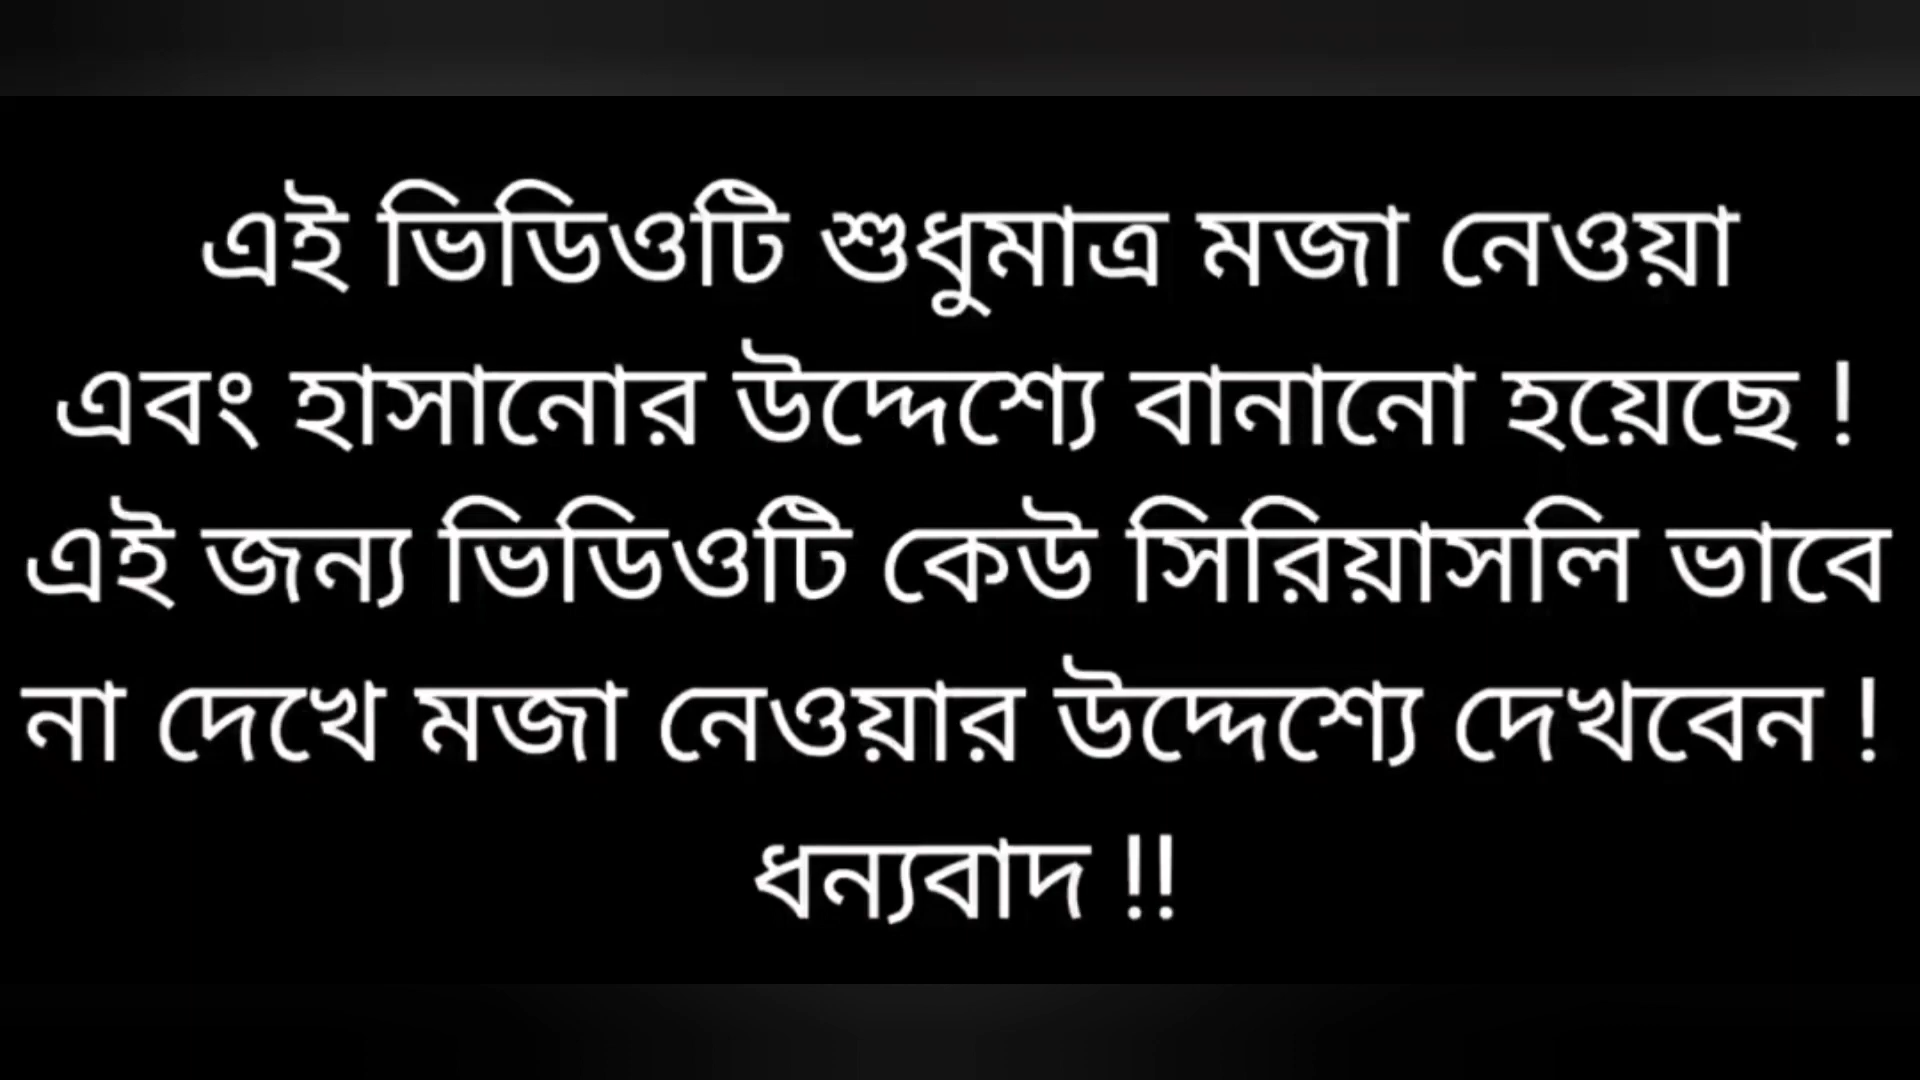 এই ভিডিওটি শুধুমাত্র মজা নেওয়া
এবং হাসানোর উদ্দেশ্যে বানানো হয়েছে !
এই জন্য ভিডিওটি কেউ সিরিয়াসলি ভাবে
না দেখে মজা নেওয়ার উদ্দেশ্যে দেখবেন !
ধন্যবাদ !!